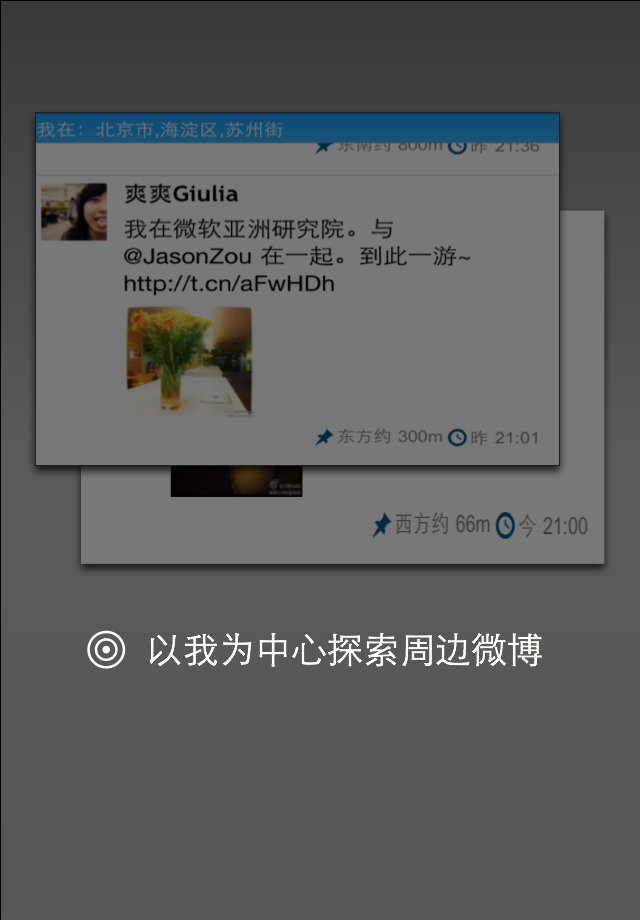 我在：北京市,海淀区,苏州街
东南约 800m 昨 21:36
爽爽Giulia
我在微软亚洲研究院。与
@JasonZou 在一起。到此一游~
http://t.cn/aFwHDh
东方约 300m 昨 21:01
西方约 66m 今 21:00
以我为中心探索周边微博